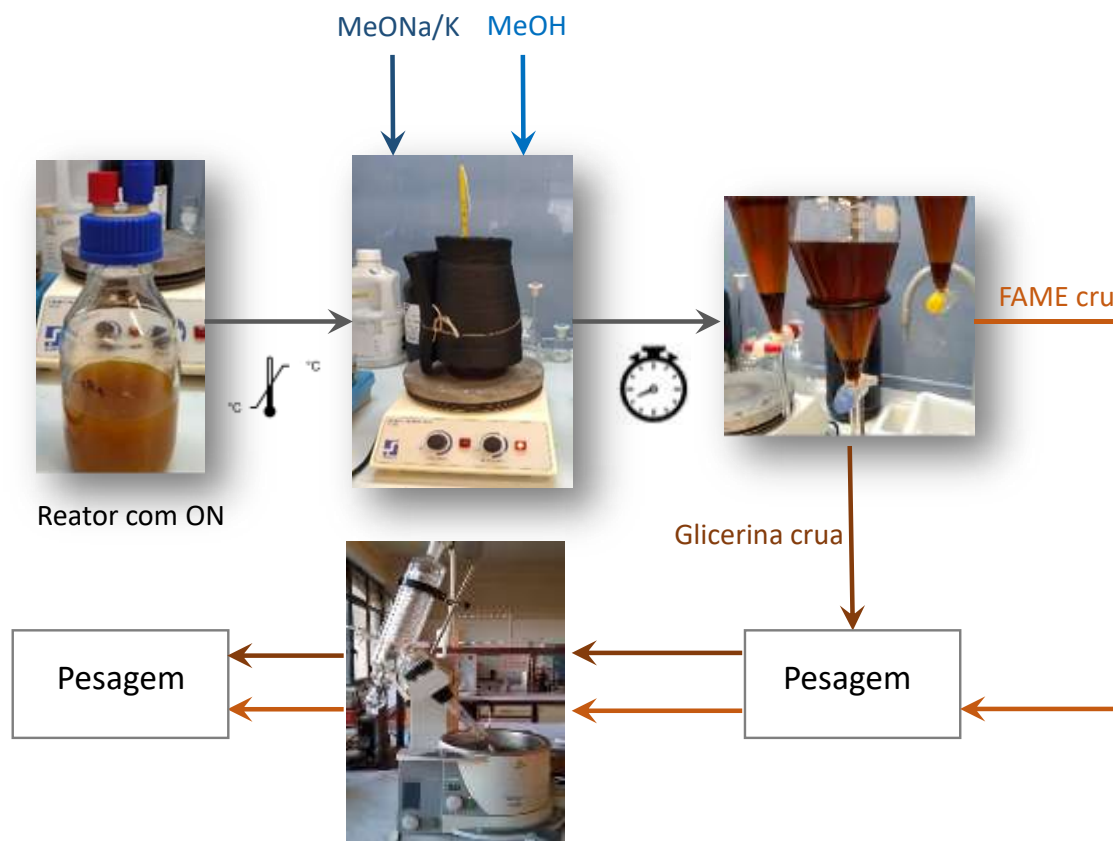 MeONa/K MeOH
°C
°C
FAME cru
Reator com ON
Glicerina crua
Pesagem
Pesagem